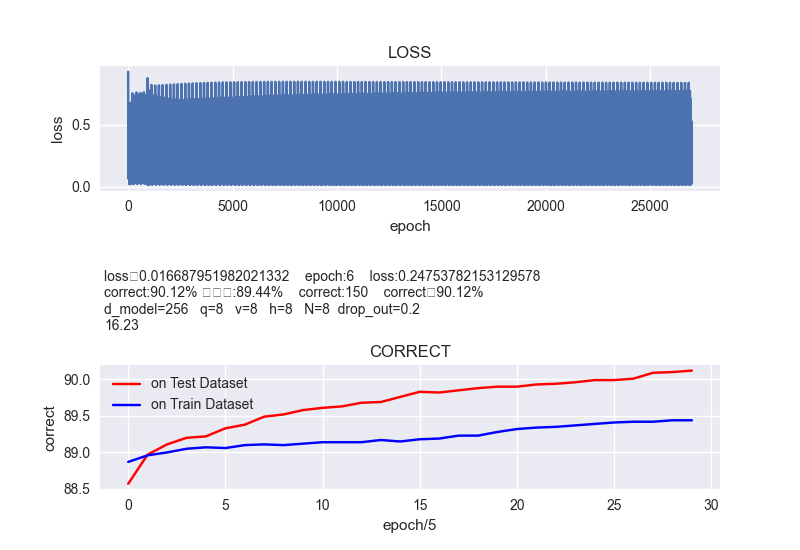 LOSS
loss
0.5
0.0
0 5000 10000 15000 20000 25000
epoch
loss□0.016687951982021332 epoch:6 loss:0.24753782153129578
correct:90.12% □□□:89.44% correct:150 correct□90.12%
d_model=256 q=8 v=8 h=8 N=8 drop_out=0.2
16.23
CORRECT
correct
90.0
89.5
89.0
88.5
on Test Dataset
on Train Dataset
0 5 10 15 20 25 30
epoch/5